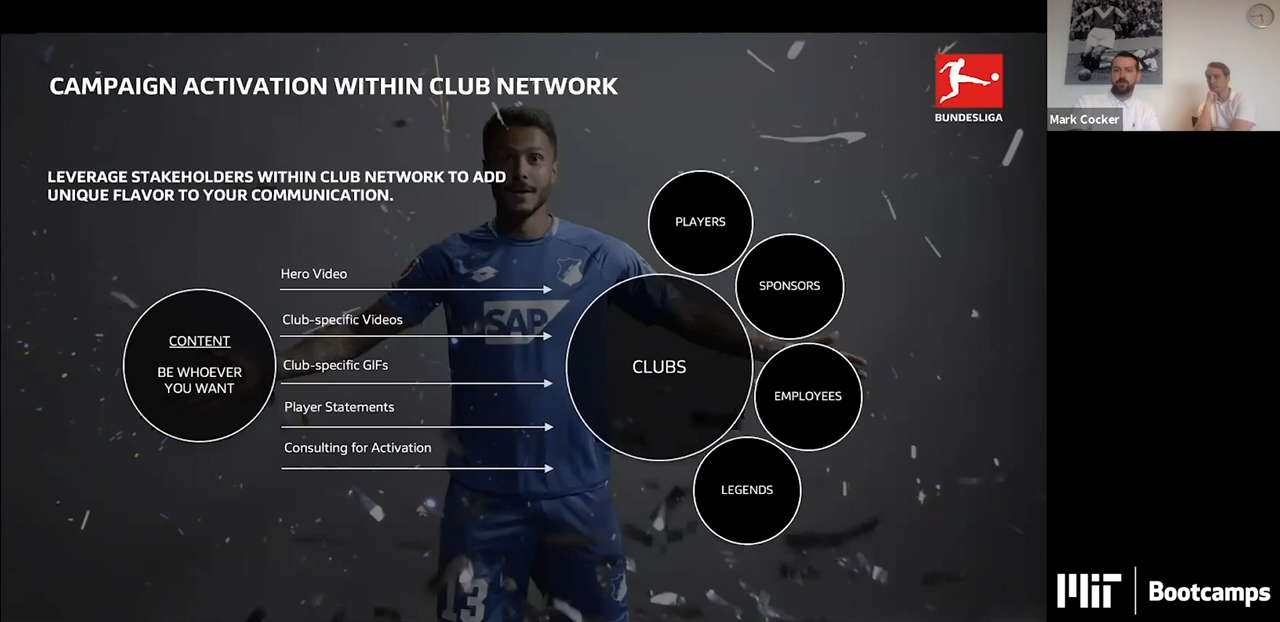 CAMPAIGN ACTIVATION WITHIN CLUB NETWORK
BUNDESLIGA
Mark Cocker
LEVERAGE STAKEHOLDERS WITHIN CLUB NETWORK TO ADD
UNIQUE FLAVOR TO YOUR COMMUNICATION.
CONTENT
BE WHOEVER
YOU WANT
Hero Video
Club-specific Videos
Club-specific GIFs
Player Statements
Consulting for Activation
SAP
13
CLUBS
PLAYERS
SPONSORS
EMPLOYEES
LEGENDS
MIT
Bootcamps